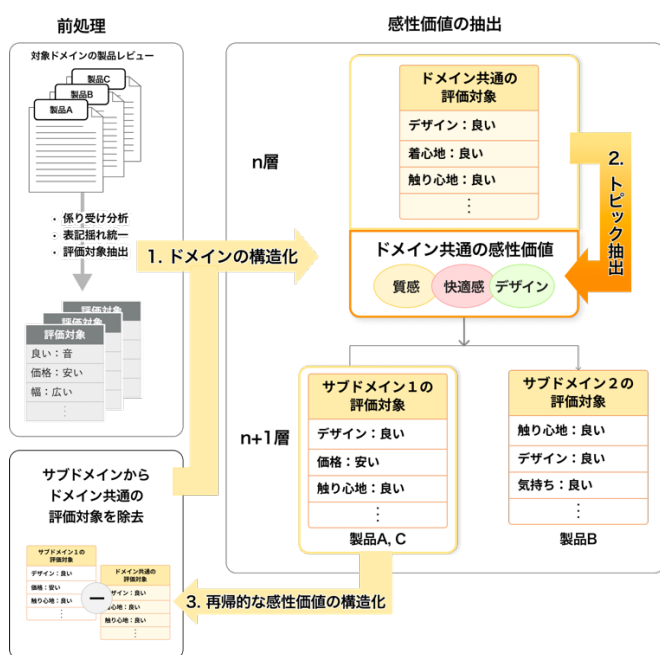 前処理
対象ドメインの製品レビュー
製品C
製品B
製品A
・ 係り受け分析
・ 表記揺れ統一
・ 評価対象抽出
評価対象
評価対象
評価対象
良い：音
価格：安い
幅：広い
⋮
サブドメインから
ドメイン共通の
評価対象を除去
サブドメイン１の
評価対象
デザイン：良い
価格：安い
触り心地：良い
⋮
ー
ドメイン共通の
評価対象
デザイン：良い
着心地：良い
触り心地：良い
⋮
1. ドメインの構造化
感性価値の抽出
n層
ドメイン共通の
評価対象
デザイン：良い
着心地：良い
触り心地：良い
⋮
2. トピック抽出
ドメイン共通の感性価値
質感
快適感
デザイン
n+1層
サブドメイン１の
評価対象
デザイン：良い
価格：安い
触り心地：良い
⋮
製品A, C
サブドメイン２の
評価対象
触り心地：良い
デザイン：良い
気持ち：良い
⋮
製品B
3. 再帰的な感性価値の構造化